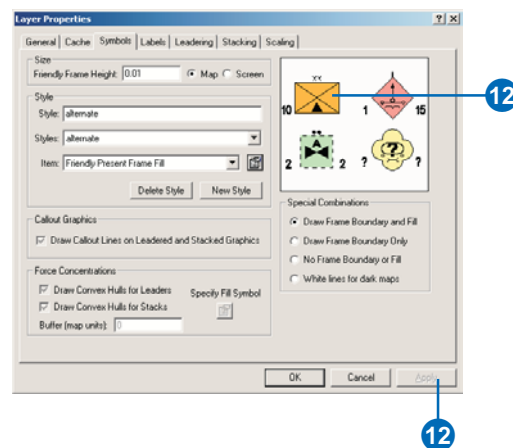 Layer Properties
? X
General Cache Symbols Labels Leadering Stacking Scaling
Size
Friendly Frame Height: 0.01 Map Screen
Style
Style: alternate
Styles: alternate
Item: Friendly Present Frame Fill
Delete Style New Style
Callout Graphics
Draw Callout Lines on Leadered and Stacked Graphics
Force Concentrations
Draw Convex Hulls for Leaders
Specify Fill Symbol
Draw Convex Hulls for Stacks
Buffer (map units): 0
XX
10 1 15
A
2 2 ? ? ?
12
Special Combinations
Draw Frame Boundary and Fill
Draw Frame Boundary Only
No Frame Boundary or Fill
White lines for dark maps
OK Cancel Apply
12